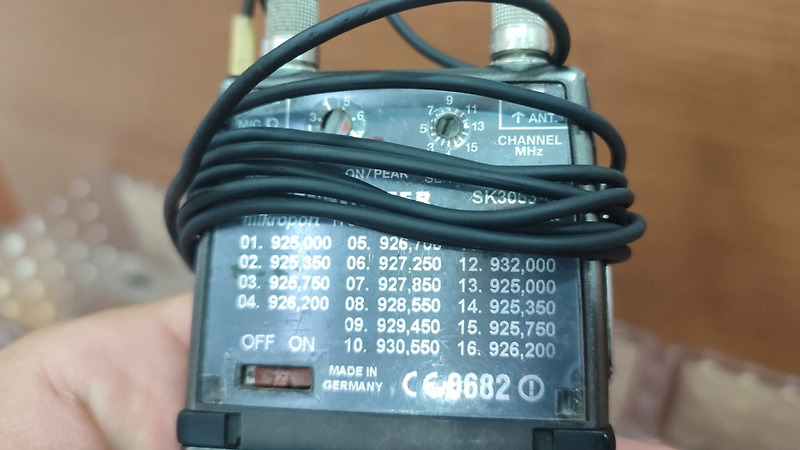 MIC
↑ ANT.
CHANNEL
MHz
3 5 6
3 5 7 9 11 13 15
ON/PEAK
SK3053
mikroport
01. 925,000 05. 926,700
02. 925,350 06. 927,250 12. 932,000
03. 925,750 07. 927,850 13. 925,000
04. 926,200 08. 928,550 14. 925,350
09. 929,450 15. 925,750
10. 930,550 16. 926,200
OFF ON
MADE IN
GERMANY
CE 0682